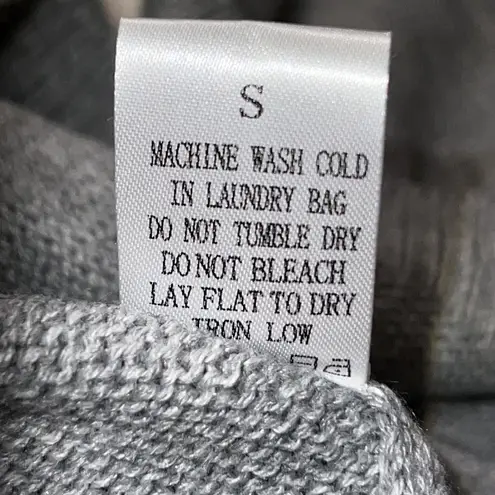 S
MACHINE WASH COLD
IN LAUNDRY BAG
DO NOT TUMBLE DRY
DO NOT BLEACH
LAY FLAT TO DRY
IRON LOW